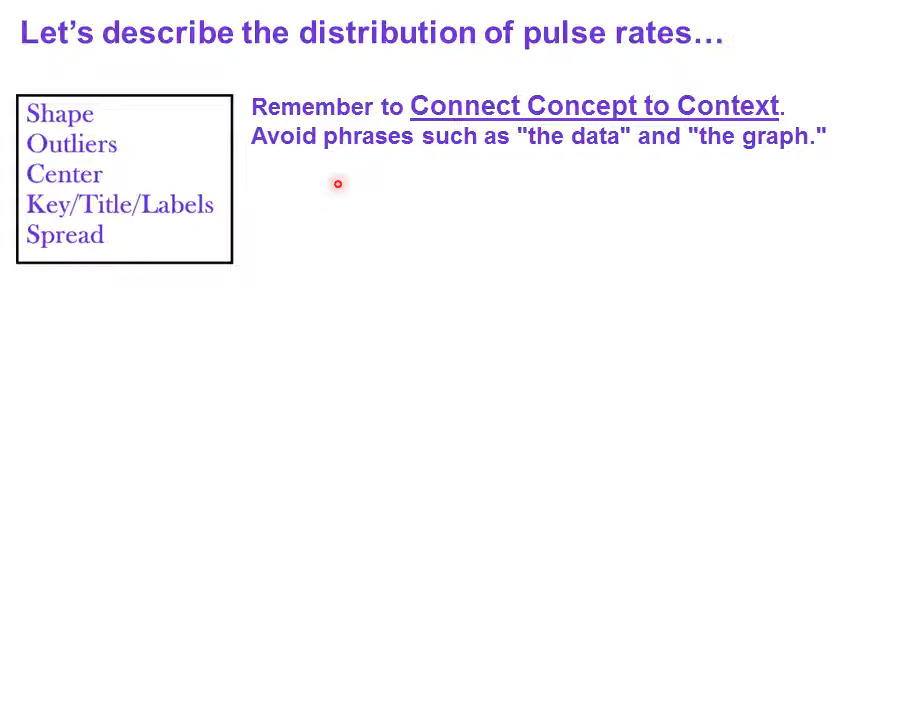 Let’s describe the distribution of pulse rates…
Shape
Outliers
Center
Key/Title/Labels
Spread
Remember to Connect Concept to Context.
Avoid phrases such as "the data" and "the graph."